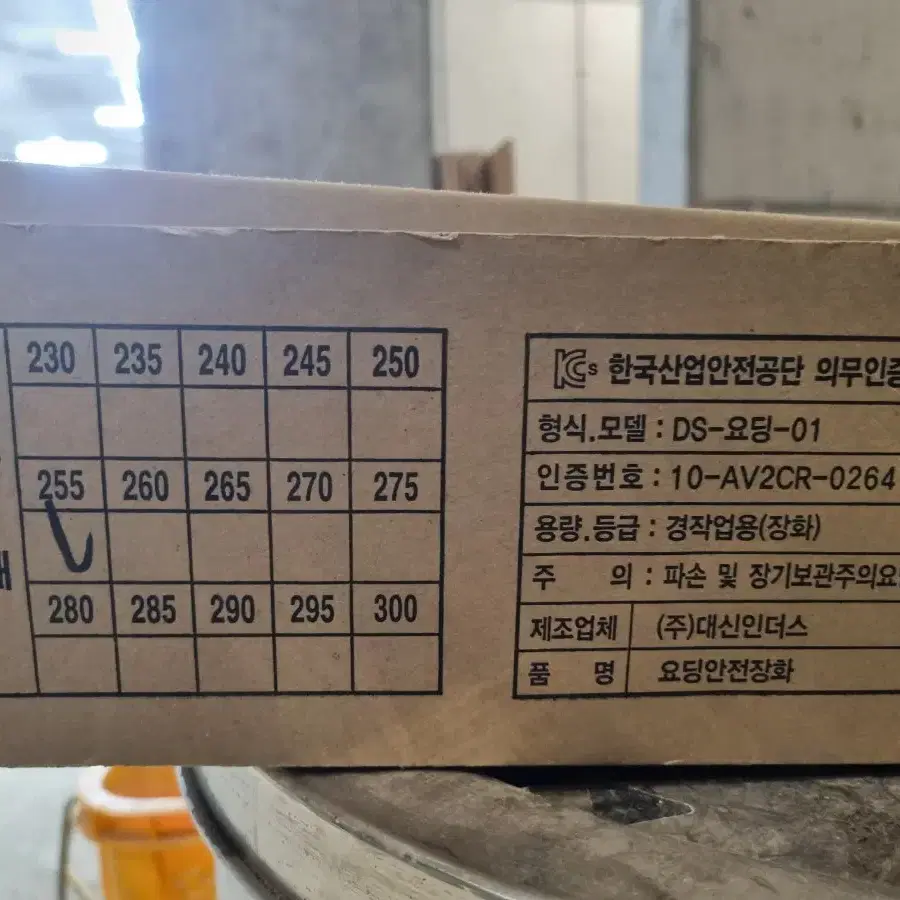 230 235 240 245 250
255 260 265 270 275
280 285 290 295 300
KCs 한국산업안전공단 의무인증
형식.모델 : DS-요딩-01
인증번호 : 10-AV2CR-0264
용량.등급 : 경작업용(장화)
주 의 : 파손 및 장기보관주의요
제조업체 (주)대신인더스
품 명 요딩안전장화